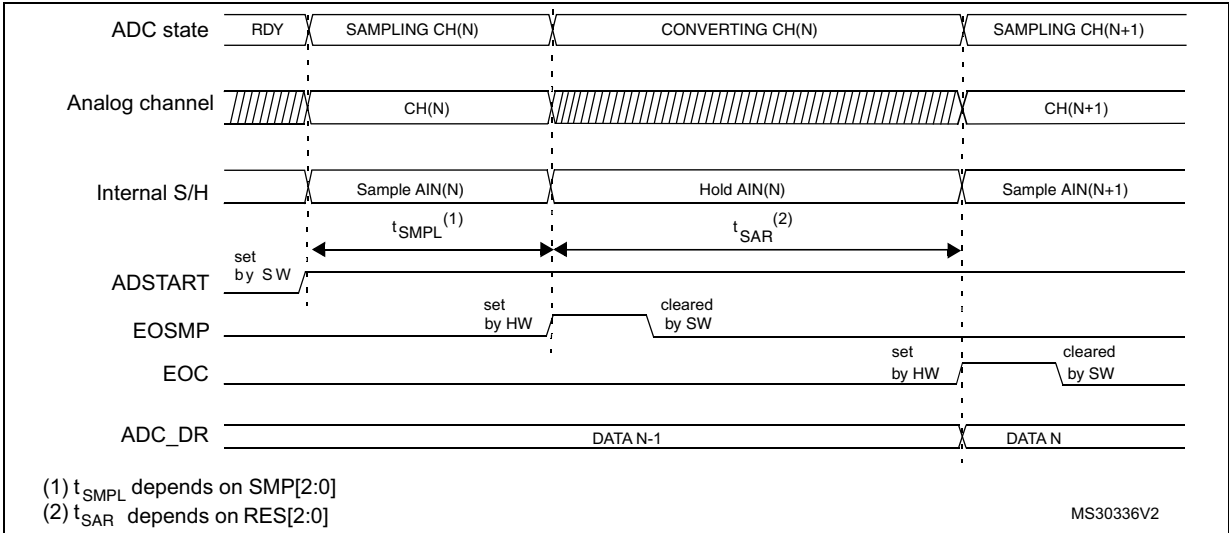 ADC state RDY SAMPLING CH(N) CONVERTING CH(N) SAMPLING CH(N+1)
Analog channel CH(N) CH(N+1)
Internal S/H Sample AIN(N) Hold AIN(N) Sample AIN(N+1)
tSMPL(1) tSAR(2)
set
by SW
ADSTART
set
by HW
cleared
by SW
EOSMP
set
by HW
cleared
by SW
EOC
ADC_DR DATA N-1 DATA N
(1) tSMPL depends on SMP[2:0]
(2) tSAR depends on RES[2:0]
MS30336V2